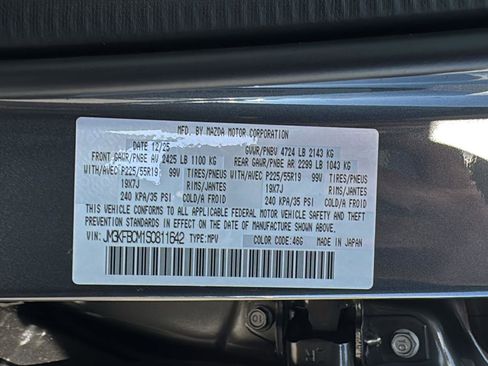 MFD. BY MAZDA MOTOR CORPORATION
DATE 12/25 GVWR/PNBV 4724 LB 2143 KG
FRONT GAWR/PNBE AV 2425 LB 1100 KG REAR GAWR/PNBE AR 2299 LB 1043 KG
WITH/AVEC P225/55R19 99V TIRES/PNEUS WITH/AVEC P225/55R19 99V TIRES/PNEUS
19X7J RIMS/JANTES 19X7J RIMS/JANTES
240 KPA/35 PSI COLD/A FROID 240 KPA/35 PSI COLD/A FROID
THIS VEHICLE CONFORMS TO ALL APPLICABLE FEDERAL MOTOR VEHICLE SAFETY AND THEFT
PREVENTION STANDARDS IN EFFECT ON THE DATE OF MANUFACTURE SHOWN ABOVE.
VIN: JM3KFBCM1S0811642 TYPE: MPV COLOR CODE: 46G MADE IN JAPAN